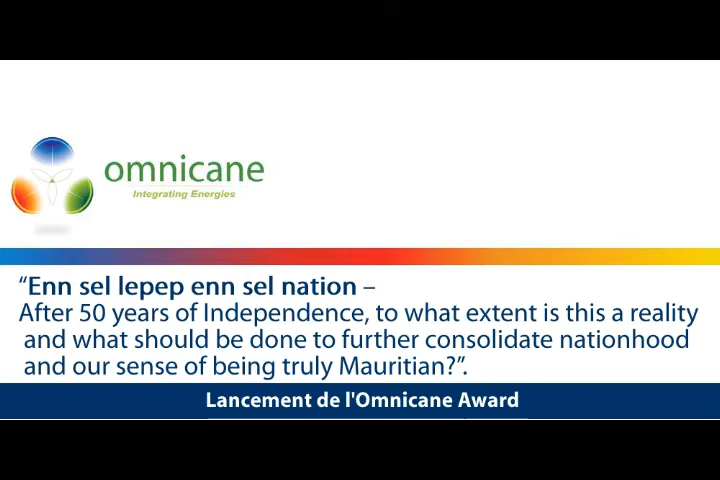 omnicane
Integrating Energies
“Enn sel lepep enn sel nation –
After 50 years of Independence, to what extent is this a reality
and what should be done to further consolidate nationhood
and our sense of being truly Mauritian?”.
Lancement de l'Omnicane Award